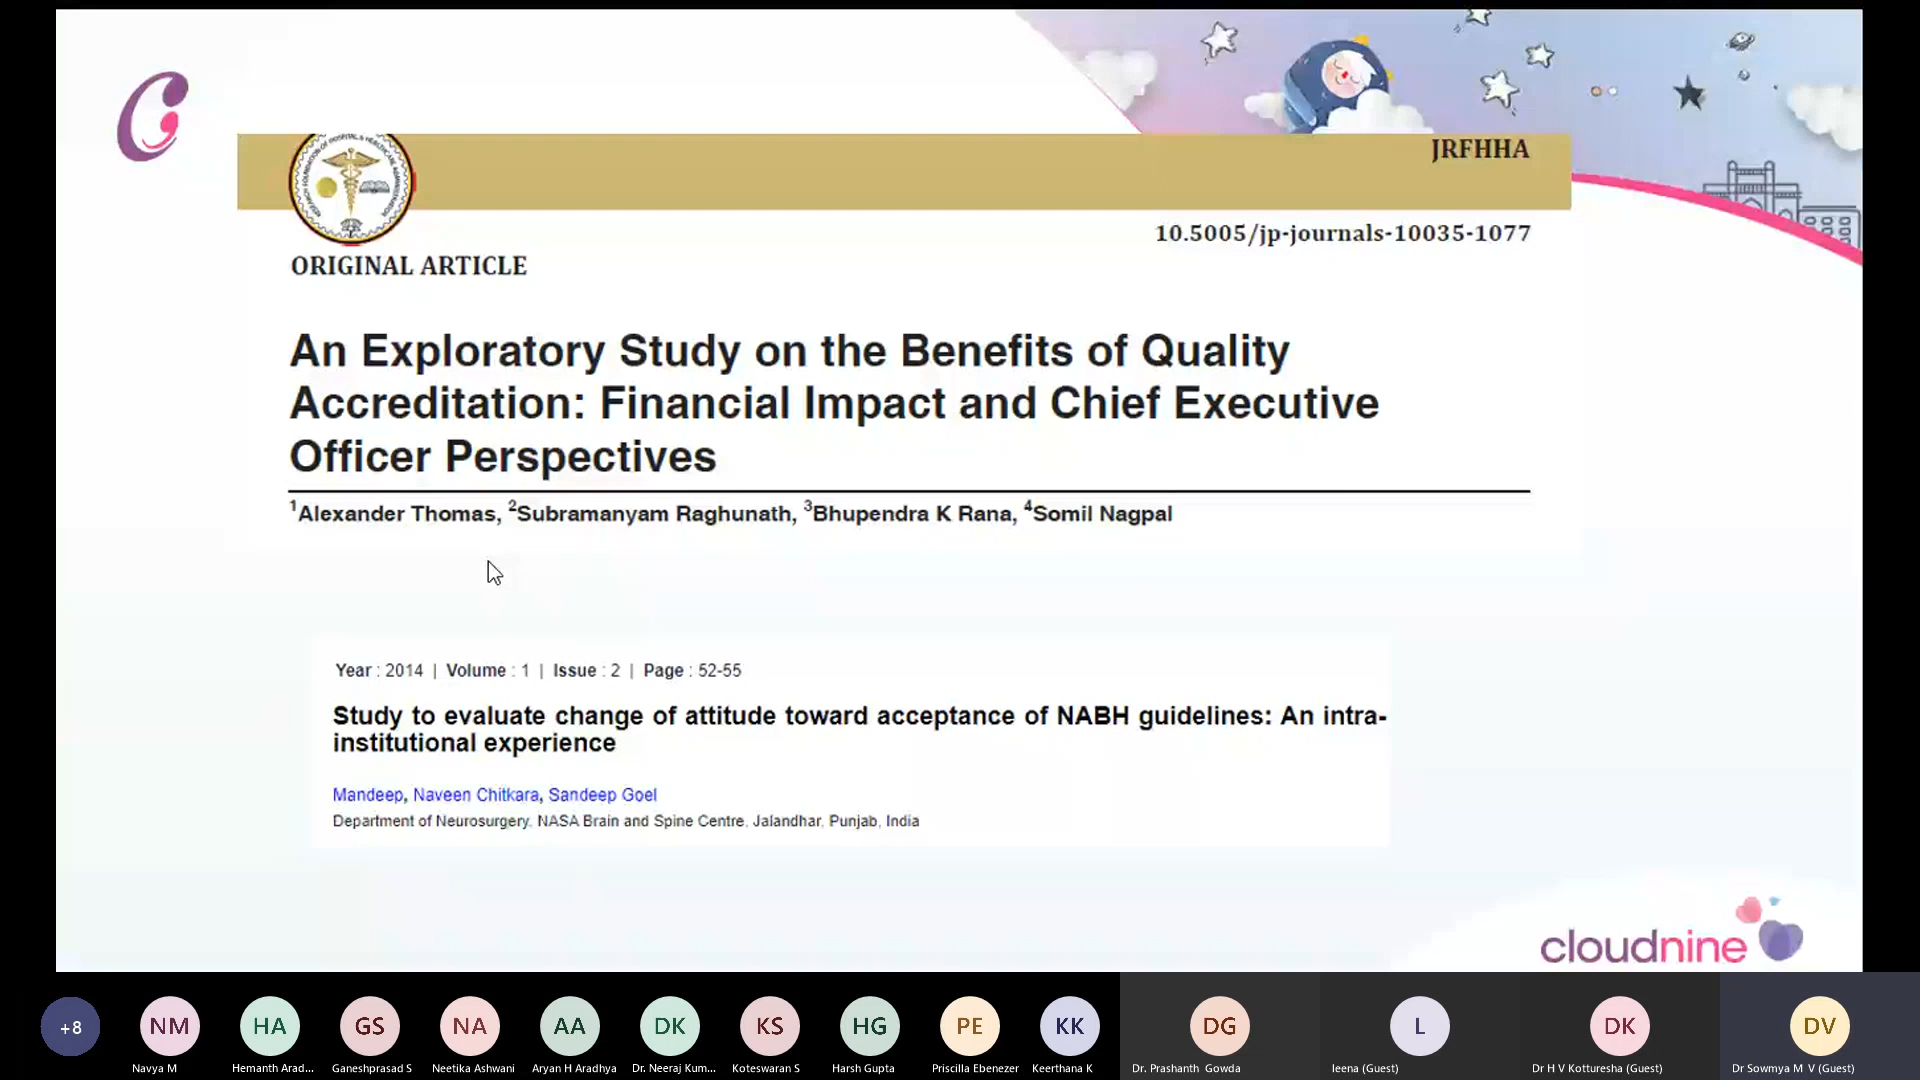 JRFHHA
10.5005/jp-journals-10035-1077
ORIGINAL ARTICLE
An Exploratory Study on the Benefits of Quality
Accreditation: Financial Impact and Chief Executive
Officer Perspectives
1Alexander Thomas, 2Subramanyam Raghunath, 3Bhupendra K Rana, 4Somil Nagpal
Year : 2014 | Volume : 1 | Issue : 2 | Page : 52-55
Study to evaluate change of attitude toward acceptance of NABH guidelines: An intra-
institutional experience
Mandeep, Naveen Chitkara, Sandeep Goel
Department of Neurosurgery, NASA Brain and Spine Centre, Jalandhar, Punjab, India
cloudnine
+8 NM HA GS NA AA DK KS HG PE KK DG L DK DV
Navya M Hemanth Arad... Ganeshprasad S Neetika Ashwani Aryan H Aradhya Dr. Neeraj Kum... Koteswaran S Harsh Gupta Priscilla Ebenezer Keerthana K Dr. Prashanth Gowda leena (Guest) Dr H V Kotturesha (Guest) Dr Sowmya M V (Guest)